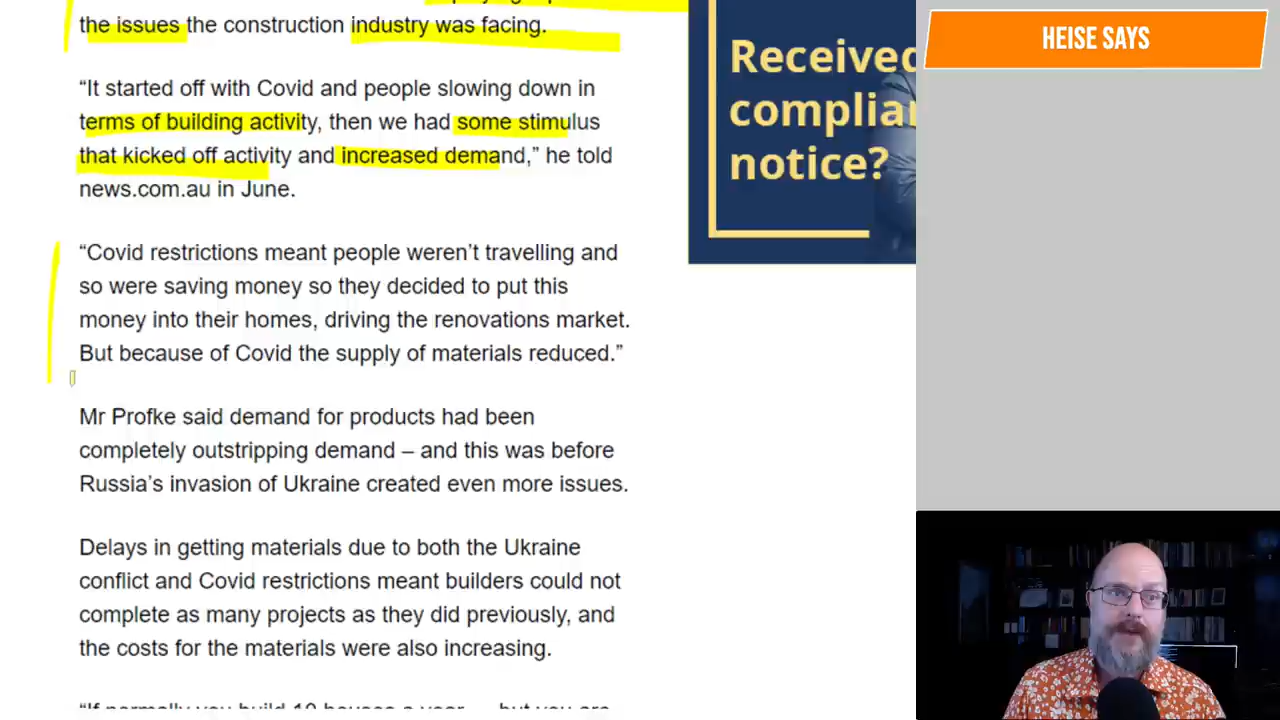 the issues the construction industry was facing.
“It started off with Covid and people slowing down in
terms of building activity, then we had some stimulus
that kicked off activity and increased demand,” he told
news.com.au in June.
“Covid restrictions meant people weren’t travelling and
so were saving money so they decided to put this
money into their homes, driving the renovations market.
But because of Covid the supply of materials reduced.”
Mr Profke said demand for products had been
completely outstripping demand – and this was before
Russia’s invasion of Ukraine created even more issues.
Delays in getting materials due to both the Ukraine
conflict and Covid restrictions meant builders could not
complete as many projects as they did previously, and
the costs for the materials were also increasing.
Received
notice?
HEISE SAYS